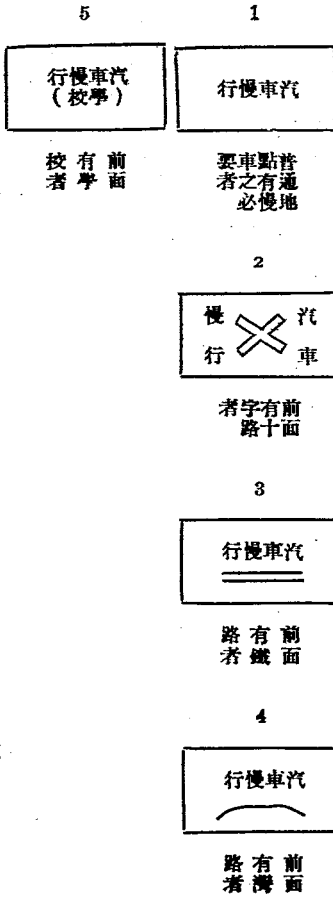 1
汽車慢行
普通地
點有慢
車之必
要者
2
汽車
慢行
前面
有十
字路
者
3
汽車慢行
前面
有鐵
路者
4
汽車慢行
前面
有灣
路者
5
汽車慢行
(學校)
前面
有學
校者